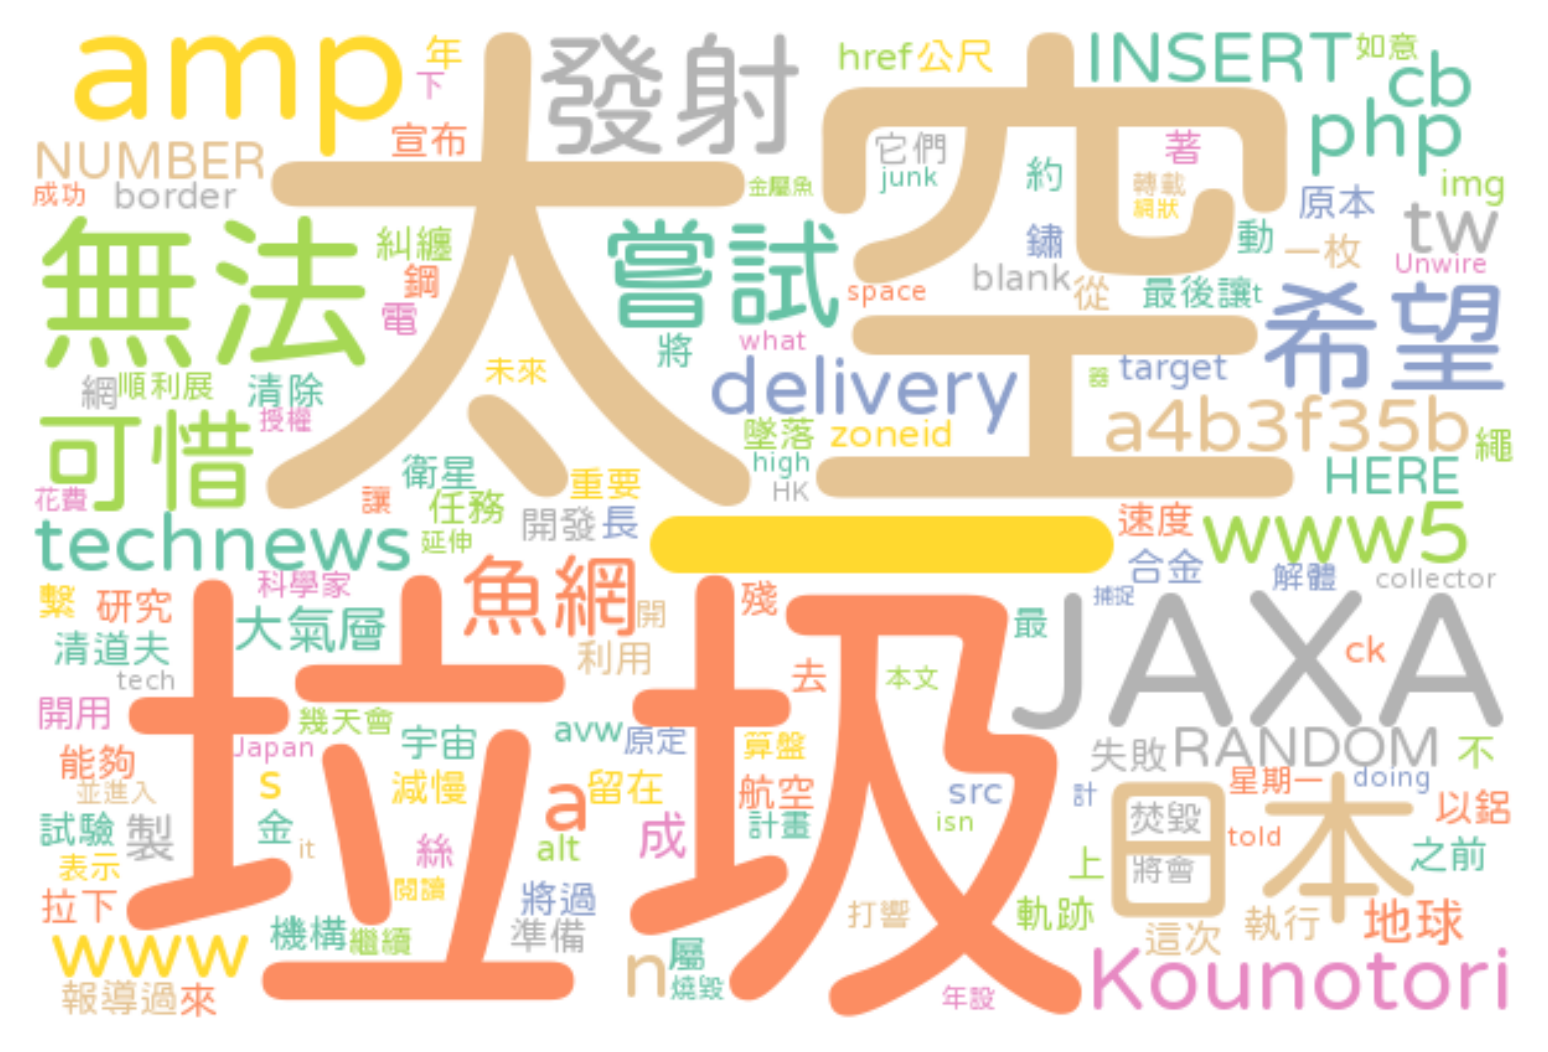 amp
年
下
發射
href
公尺
INSERT
如意
cb
php
太空
宣布
NUMBER
成功
border
金屬魚
它們
junk
約
著
轉載
網狀
原本
img
tw
Unwire
無法
糾纏
鋼
電
嘗試
鏽
動
一枚
space
blank
從
最後讓
t
希望
將
what
未來
delivery
器
target
網
順利展
清除
授權
可惜
墜落
zoneid
a4b3f35b
繩
high
HK
HERE
花費
衛星
讓
任務
重要
開發
長
延伸
technews
一
速度
www5
合金
解體
collector
捕捉
科學家
魚網
開
殘
繫
研究
大氣層
清道夫
tech
利用
去
本文
最
JAXA
ck
垃圾
開用
幾天會
Japan
宇宙
avw
原定
算盤
失敗
RANDOM
不
能夠
並進入
s
減慢
a
留在
航空
src
計
星期一
doing
以鋁
試驗
製
金
it
絲
alt
成
計畫
isn
日本
焚毀
將會
told
之前
表示
閱讀
上
拉下
機構
繼續
將過
準備
打響
軌跡
這次
執行
地球
www
n
屬
燒毀
年設
Kounotori
報導過
來